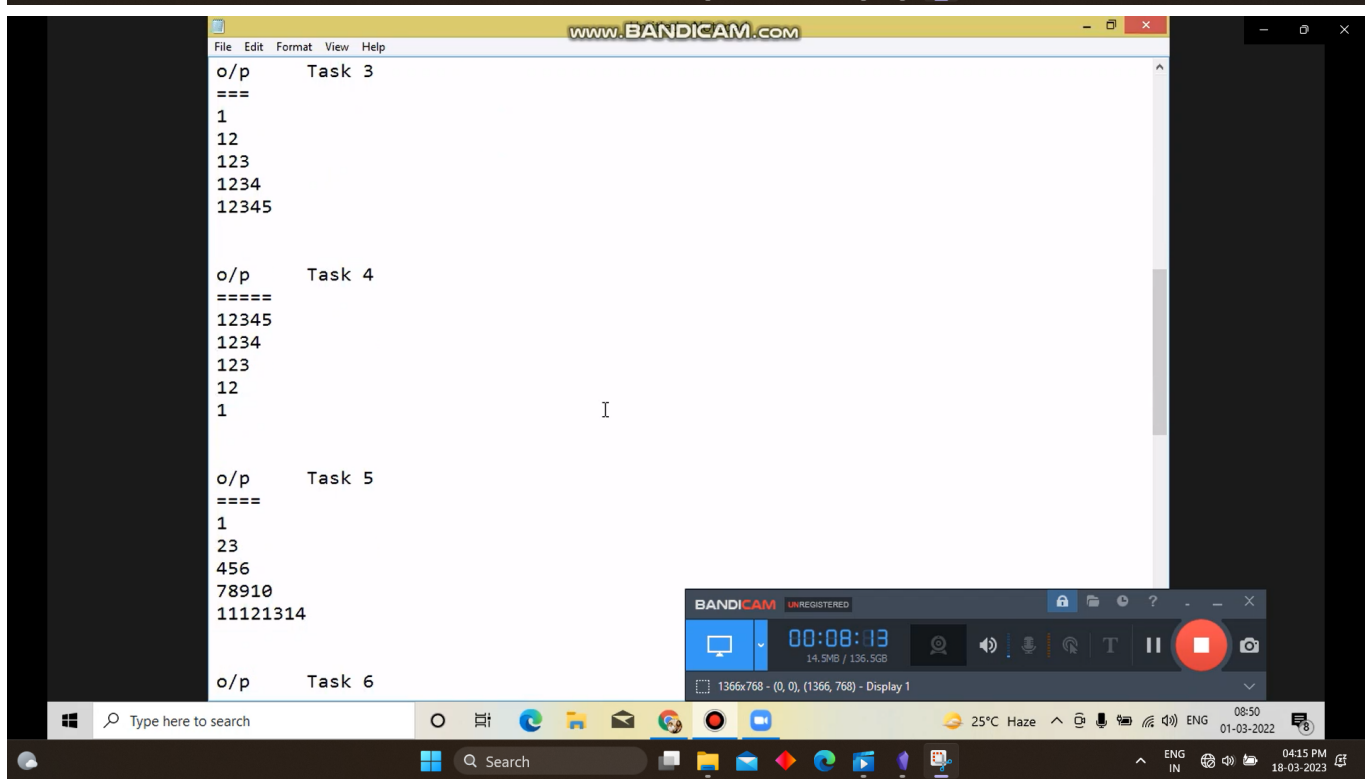 www.BANDICAM.COM
File Edit Format View Help
o/p Task 3
===
1
12
123
1234
12345
o/p Task 4
=====
12345
1234
123
12
1
o/p Task 5
====
1
23
456
78910
11121314
o/p Task 6
BANDICAM UNREGISTERED
00:08:13
14.5MB / 136.5GB
1366x768 - (0, 0), (1366, 768) - Display 1
Type here to search
25°C Haze
ENG
08:50
01-03-2022
8
Search
ENG
IN
04:15 PM
18-03-2023